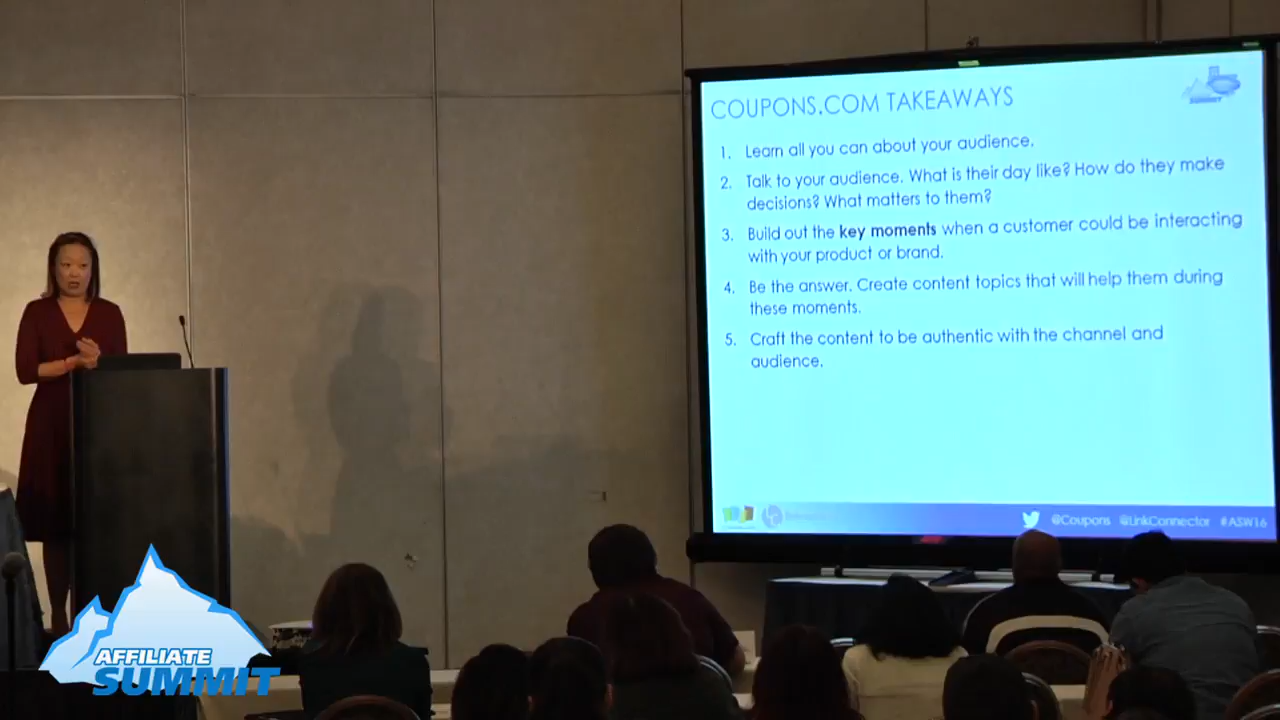 COUPONS.COM TAKEAWAYS
SUMMIT
1. Learn all you can about your audience.
2. Talk to your audience. What is their day like? How do they make
decisions? What matters to them?
3. Build out the key moments when a customer could be interacting
with your product or brand.
4. Be the answer. Create content topics that will help them during
these moments.
5. Craft the content to be authentic with the channel and
audience.
@Coupons @LinkConnector #ASW16
AFFILIATE
SUMMIT